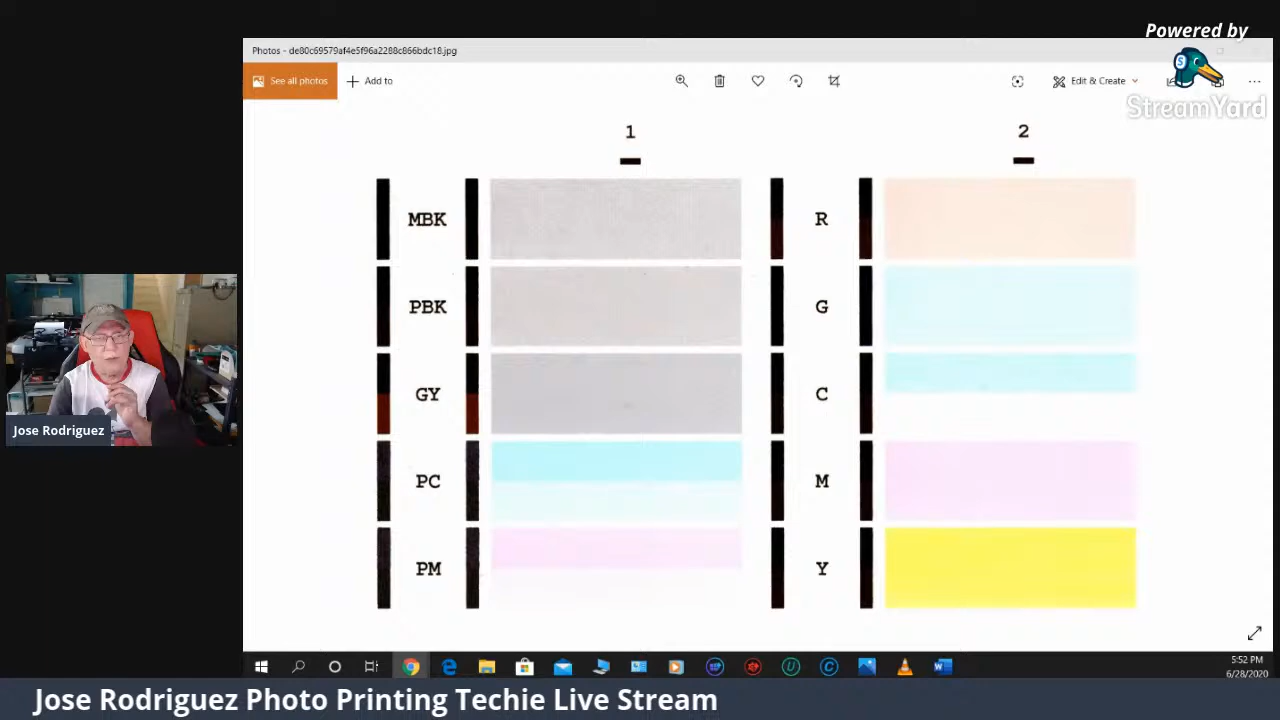 Powered by
StreamYard
Photos - de80c69579af4e5f96a2288c866bdc18.jpg
See all photos
Add to
Edit & Create
1
2
MBK
R
PBK
G
GY
C
PC
M
PM
Y
Jose Rodriguez
5:52 PM
6/28/2020
Jose Rodriguez Photo Printing Techie Live Stream